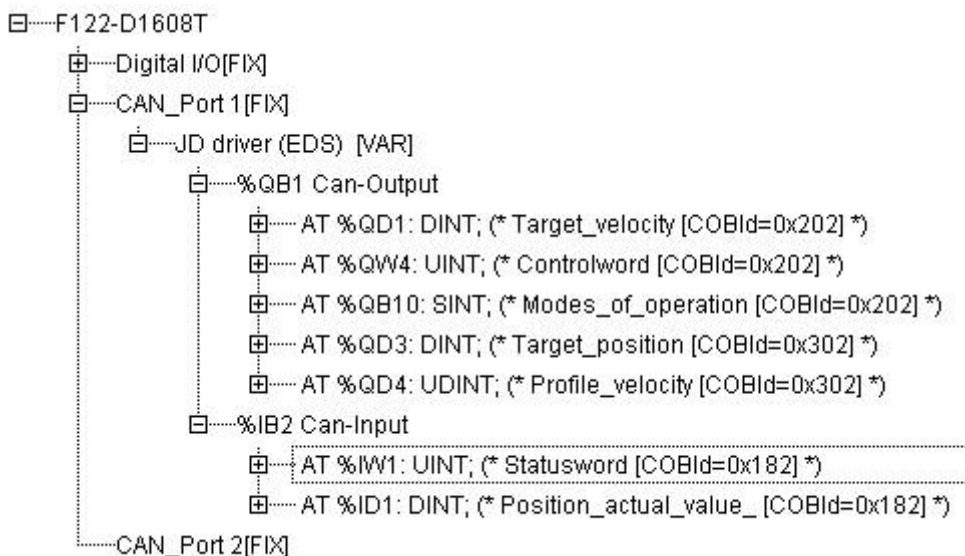 F122-D1608T
Digital I/O[FIX]
CAN_Port 1[FIX]
JD driver (EDS) [VAR]
%QB1 Can-Output
AT %QD1: DINT; (* Target_velocity [COBId=0x202] *)
AT %QW4: UINT; (* Controlword [COBId=0x202] *)
AT %QB10: SINT; (* Modes_of_operation [COBId=0x202] *)
AT %QD3: DINT; (* Target_position [COBId=0x302] *)
AT %QD4: UDINT; (* Profile_velocity [COBId=0x302] *)
%IB2 Can-Input
AT %IW1: UINT; (* Statusword [COBId=0x182] *)
AT %ID1: DINT; (* Position_actual_value_ [COBId=0x182] *)
CAN_Port 2[FIX]